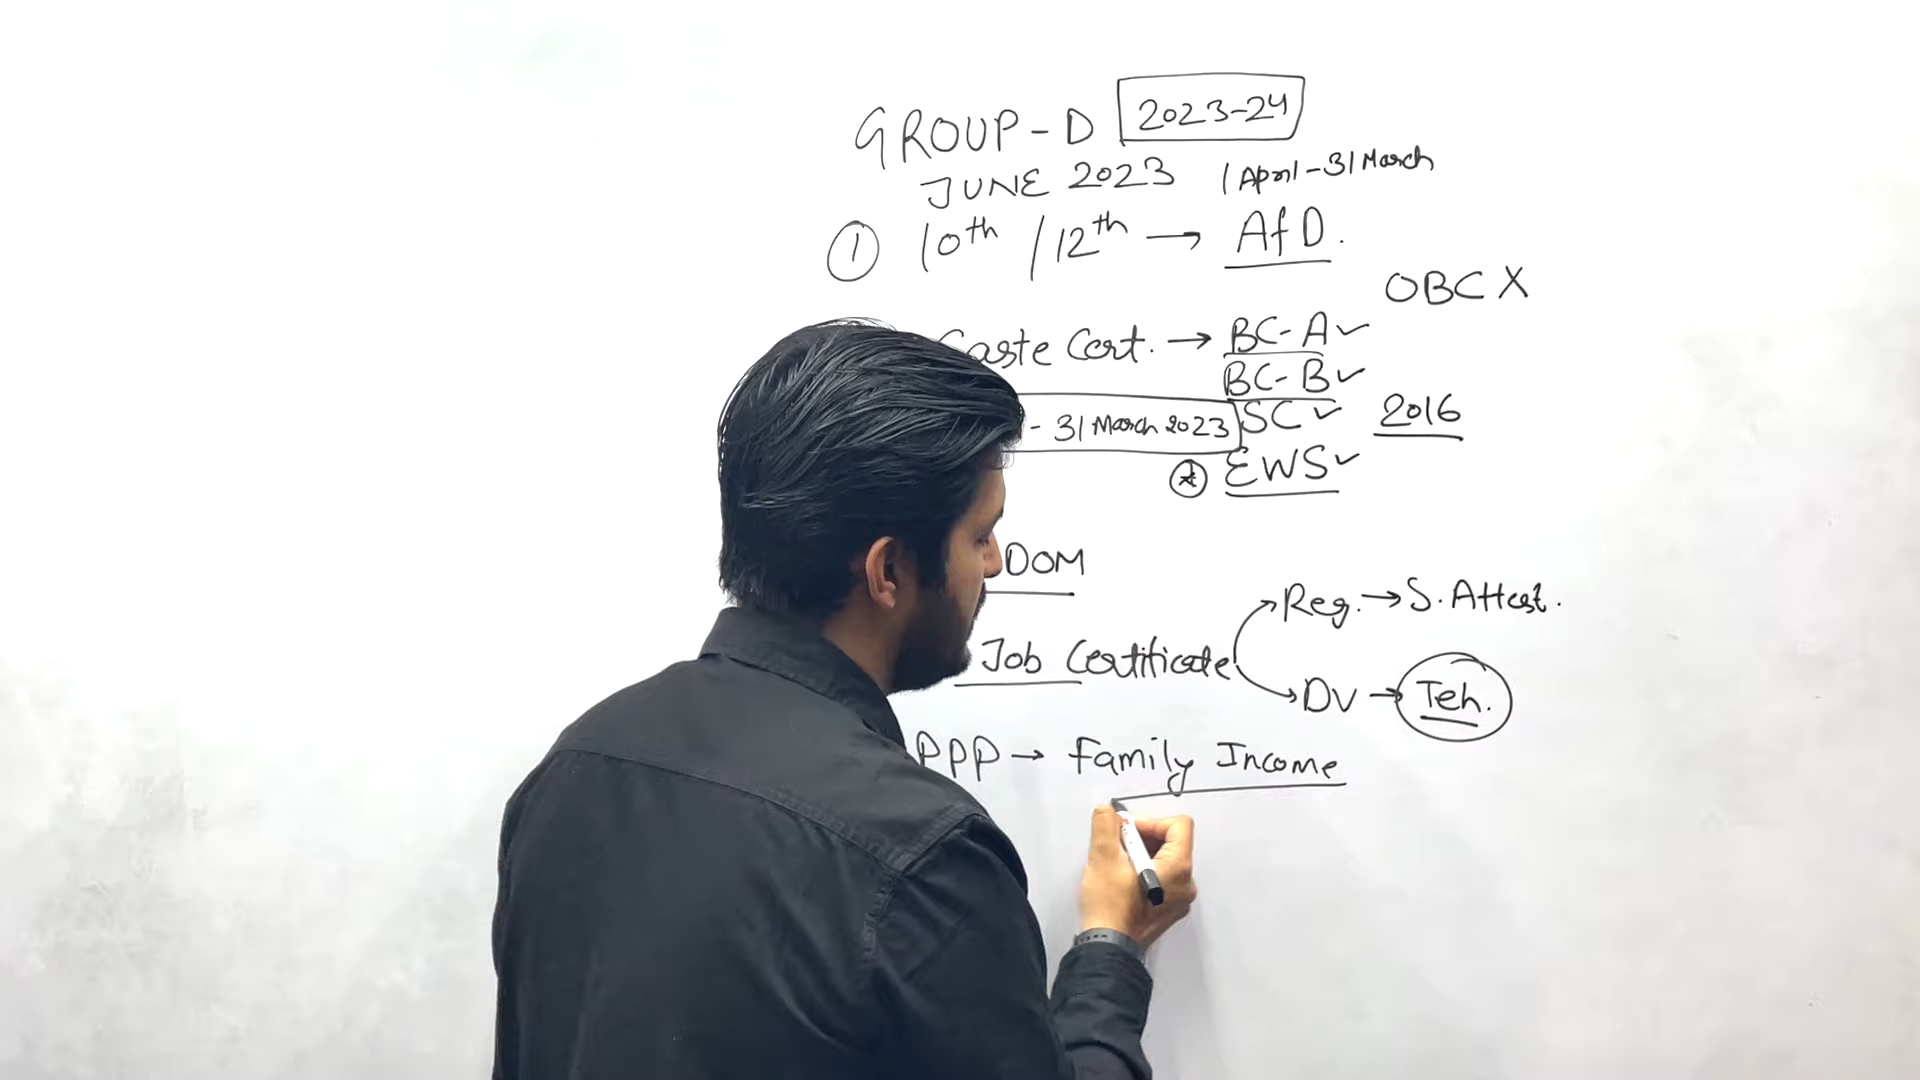 GROUP-D 2023-24
JUNE 2023 1 April-31 March
① 10th /12th → AfD.
OBC X
Caste Cert. → BC-A✓
BC-B✓
- 31 March 2023 SC✓ 2016
EWS✓
DOM
Reg. → S. Attest.
Job Certificate
DV → Teh.
PPP → Family Income